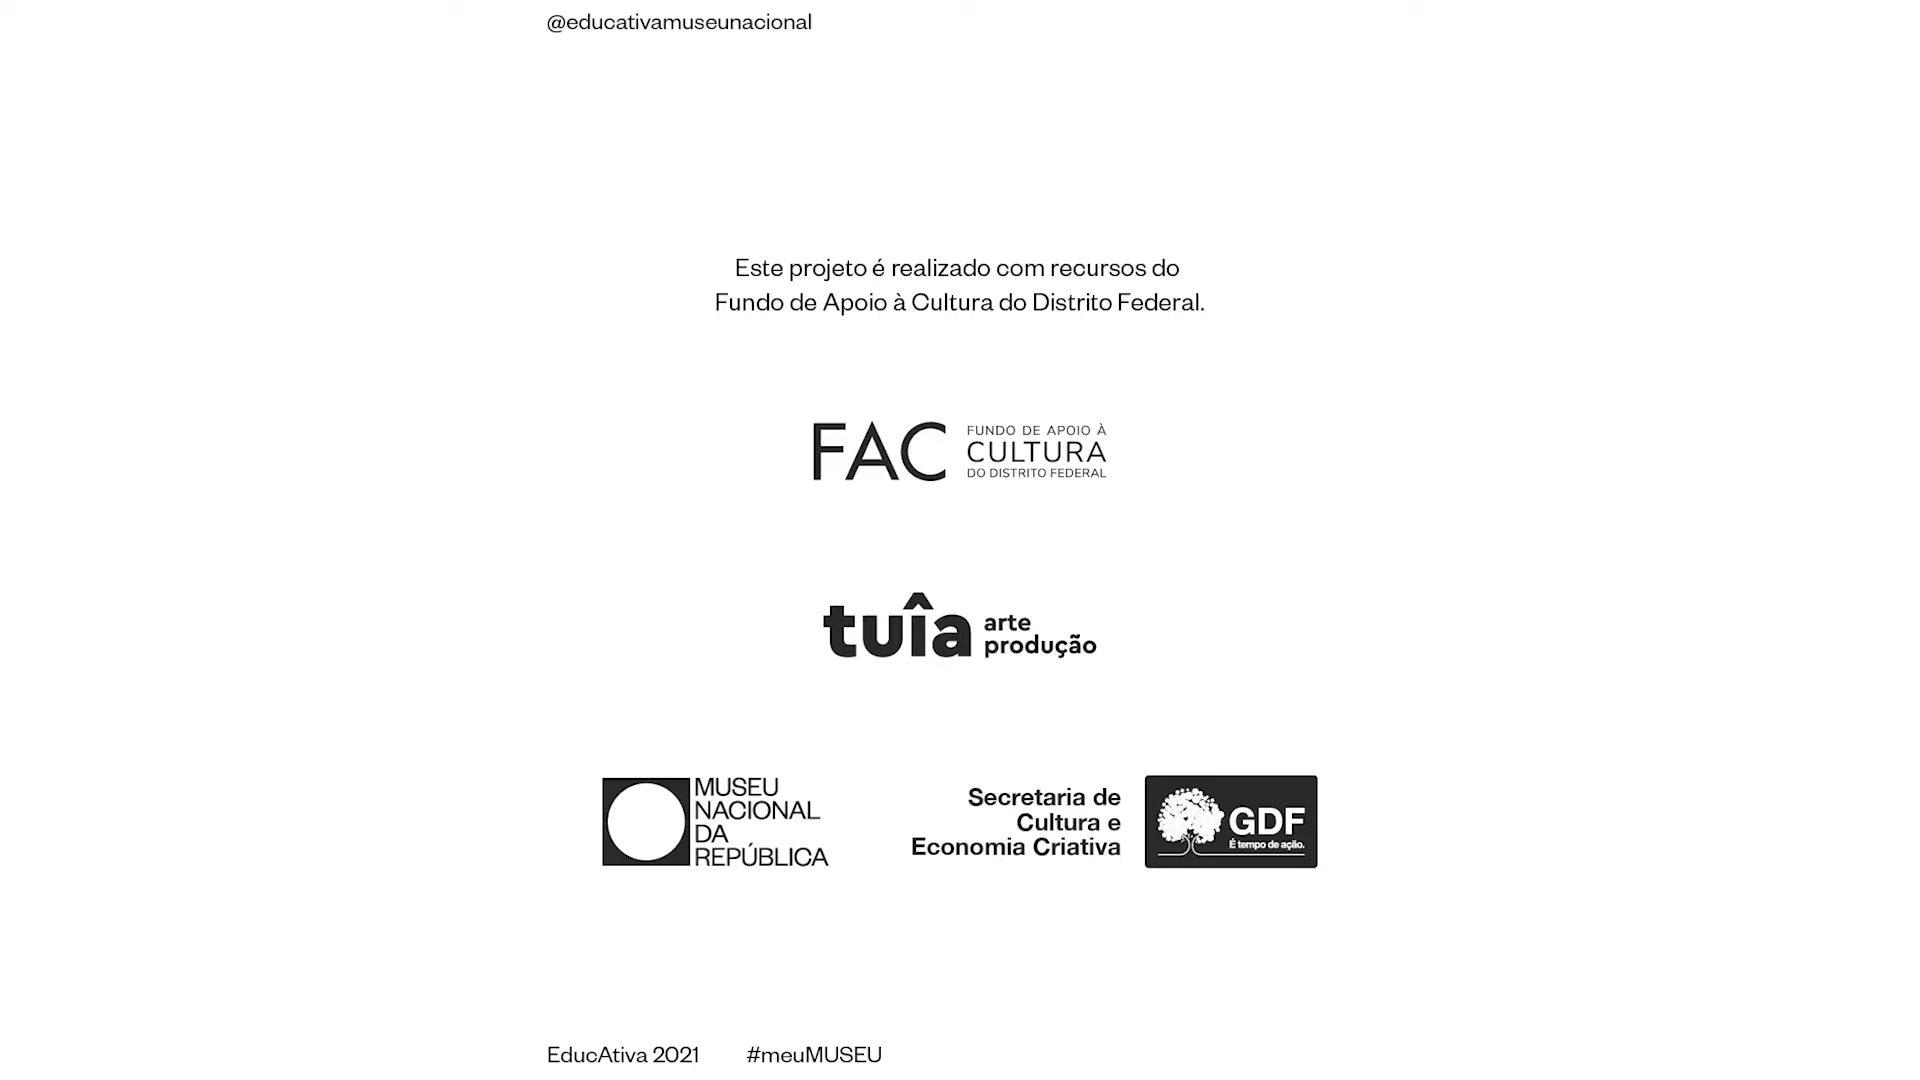 @educativamuseunacional
Este projeto é realizado com recursos do
Fundo de Apoio à Cultura do Distrito Federal.
FAC
FUNDO DE APOIO À
CULTURA
DO DISTRITO FEDERAL
tuîa
arte
produção
MUSEU
NACIONAL
DA
REPÚBLICA
Secretaria de
Cultura e
Economia Criativa
GDF
É tempo de ação.
EducAtiva 2021 #meuMUSEU